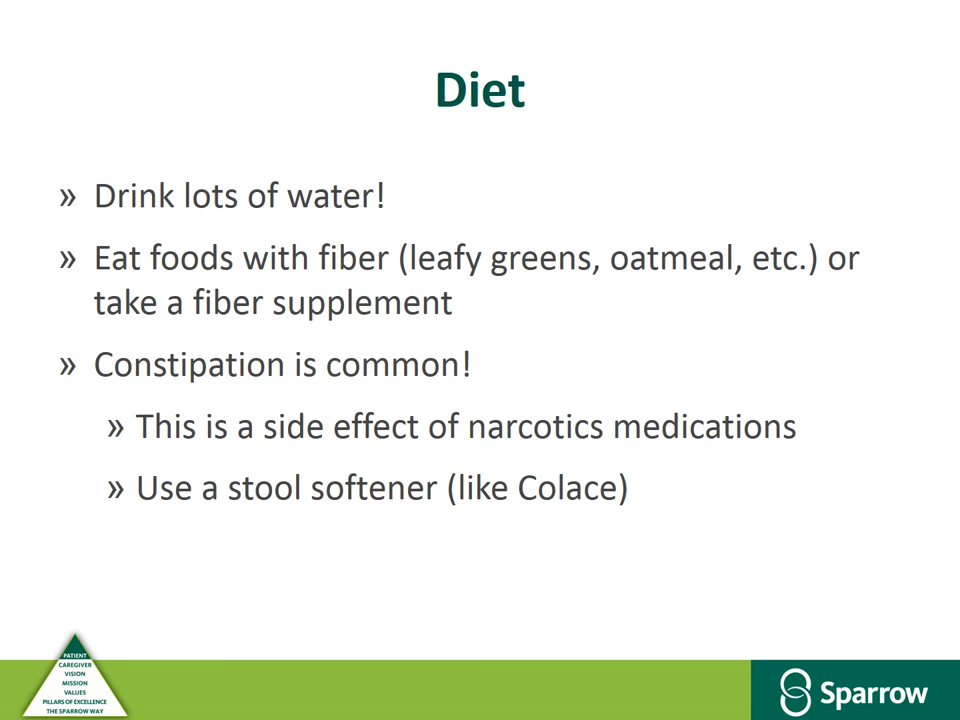 Diet
» Drink lots of water!
» Eat foods with fiber (leafy greens, oatmeal, etc.) or
take a fiber supplement
» Constipation is common!
» This is a side effect of narcotics medications
» Use a stool softener (like Colace)
PATIENT
CAREGIVER
VISION
MISSION
VALUES
PILLARS OF EXCELLENCE
THE SPARROW WAY
Sparrow